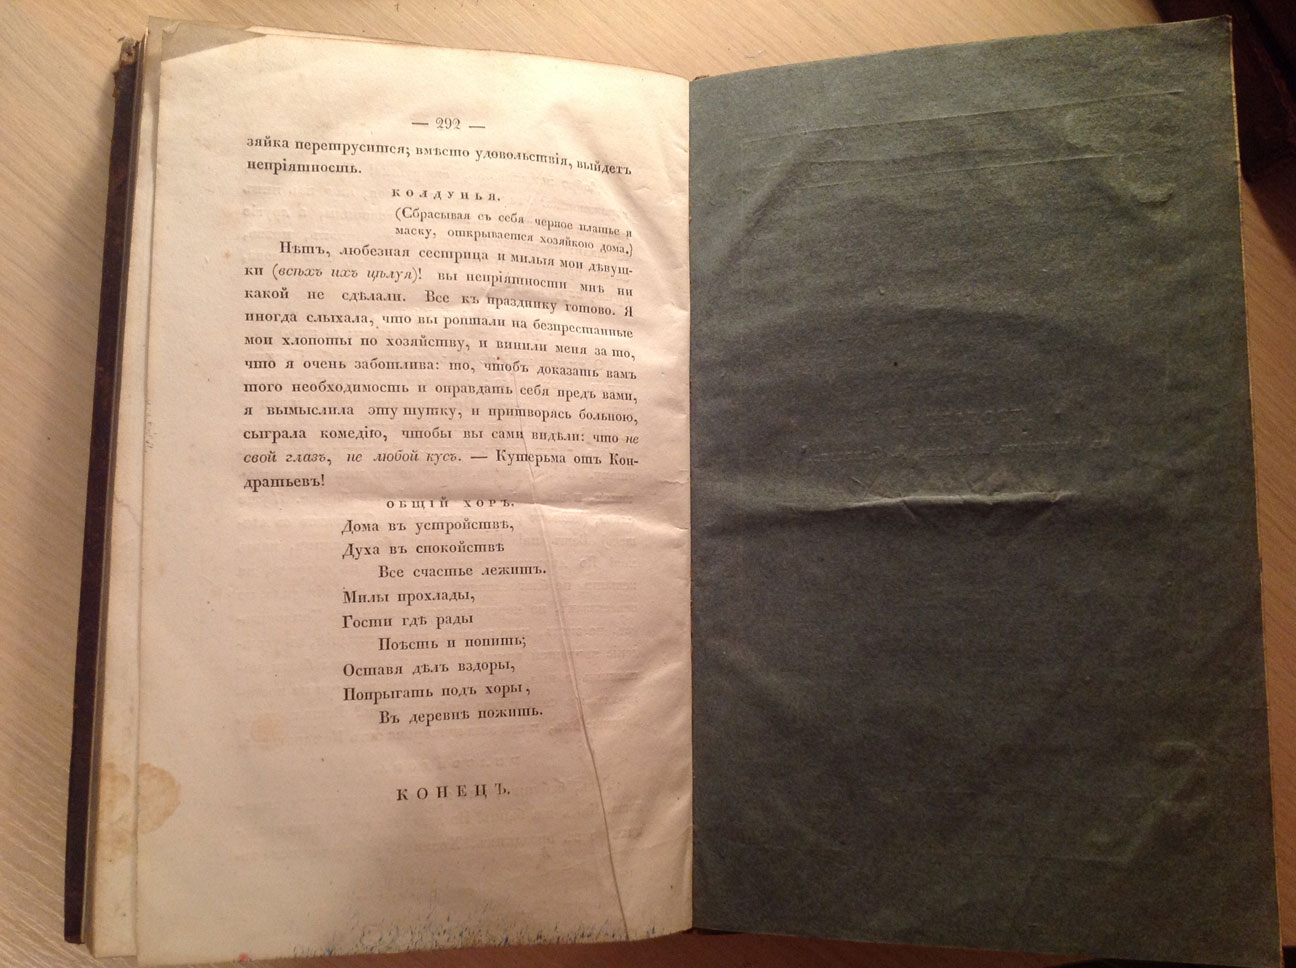 — 292 —
зяйка перетрусится; вмѣсто удовольствія, выйдетъ
непріятность.
КОЛДУНЬЯ.
(Сбрасывая съ себя черное платье и
маску, открывается хозяйкою дома.)
Нѣтъ, любезная сестрица и милыя мои дѣвуш-
ки (всѣхъ ихъ цѣлуя)! вы непріятности мнѣ ни
какой не сдѣлали. Все къ празднику готово. Я
иногда слыхала, что вы роптали на безпрестанные
мои хлопоты по хозяйству, и винили меня за то,
что я очень заботлива: то, чтобъ доказать вамъ
того необходимость и оправдать себя предъ вами,
я вымыслила эту шутку, и притворясь больною,
сыграла комедію, чтобы вы сами видѣли: что не
свой глазъ, не любой кусъ. — Кутерьма отъ Кон-
дратьевъ!
ОБЩІЙ ХОРЪ.
Дома въ устройствѣ,
Духа въ спокойствѣ
Все счастье лежитъ.
Милы прохлады,
Гости гдѣ рады
Поѣсть и попить;
Оставя дѣлъ вздоры,
Попрыгать подъ хоры,
Въ деревнѣ пожить.
КОНЕЦЪ.